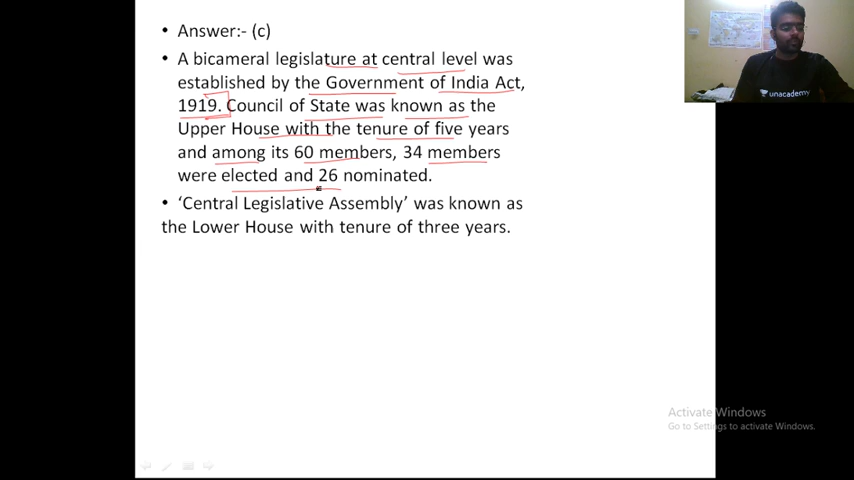 • Answer:- (c)
• A bicameral legislature at central level was
established by the Government of India Act,
1919. Council of State was known as the
Upper House with the tenure of five years
and among its 60 members, 34 members
were elected and 26 nominated.
• ‘Central Legislative Assembly’ was known as
the Lower House with tenure of three years.
unacademy
Activate Windows
Go to Settings to activate Windows.